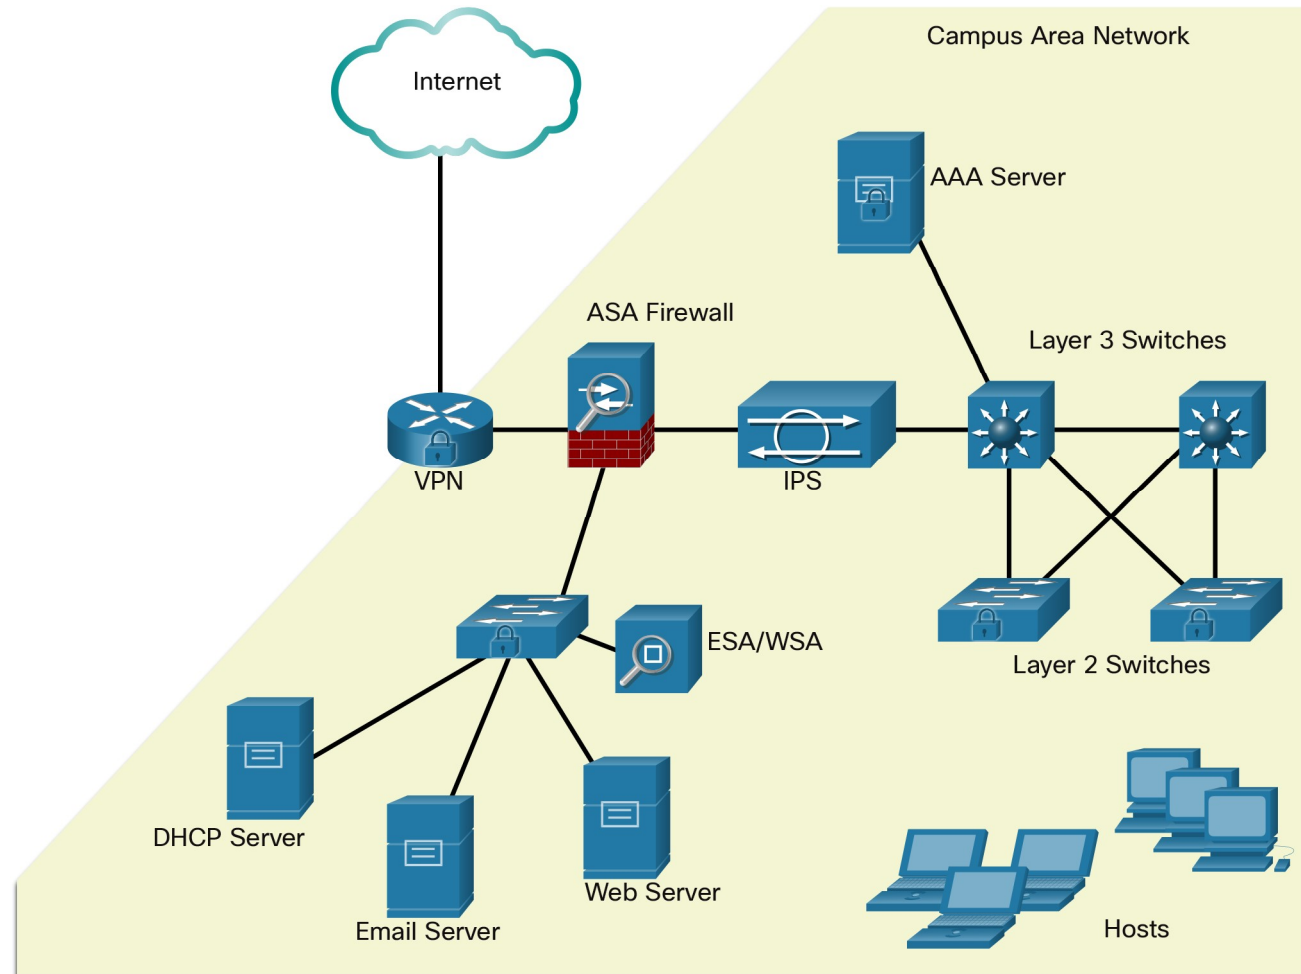 Campus Area Network
Internet
AAA Server
ASA Firewall
Layer 3 Switches
VPN
IPS
ESA/WSA
Layer 2 Switches
DHCP Server
Web Server
Email Server
Hosts